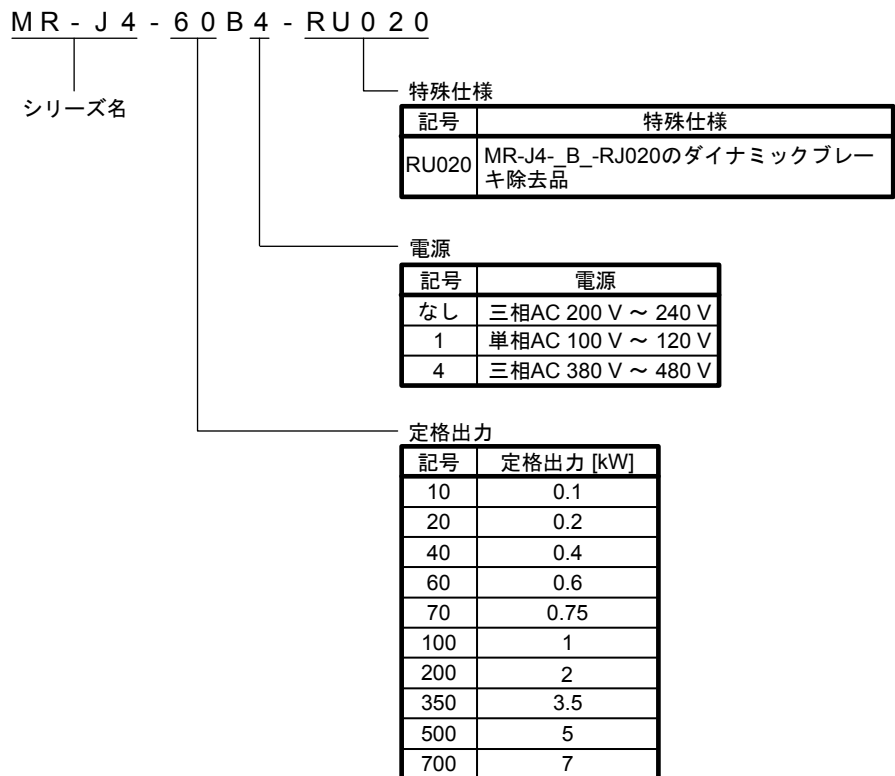 MR-J4-60B4-RU020
シリーズ名
特殊仕様
記号 特殊仕様
RU020 MR-J4-_B_-RJ020のダイナミックブレー
キ除去品
電源
記号 電源
なし 三相AC 200 V ～ 240 V
1 単相AC 100 V ～ 120 V
4 三相AC 380 V ～ 480 V
定格出力
記号 定格出力 [kW]
10 0.1
20 0.2
40 0.4
60 0.6
70 0.75
100 1
200 2
350 3.5
500 5
700 7